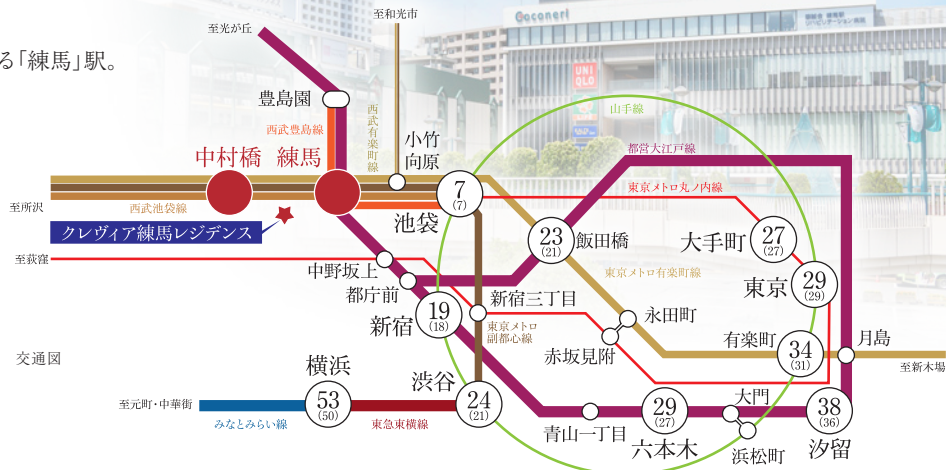 る「練馬」駅。
至光が丘
至和光市
Coconeri
UNI
QLO
豊島園
西武豊島線
西武有楽町線
小竹
向原
山手線
都営大江戸線
中村橋
練馬
東京メトロ丸ノ内線
至所沢
西武池袋線
池袋
7
(7)
クレヴィア練馬レジデンス
23
(21)
飯田橋
大手町
27
(27)
至荻窪
中野坂上
東京メトロ有楽町線
都庁前
東京
29
(29)
新宿
19
(18)
新宿三丁目
東京メトロ
副都心線
永田町
赤坂見附
有楽町
34
(31)
月島
至新木場
交通図
横浜
53
(50)
渋谷
24
(21)
至元町・中華街
みなとみらい線
東急東横線
青山一丁目
29
(27)
六本木
大門
浜松町
38
(36)
汐留